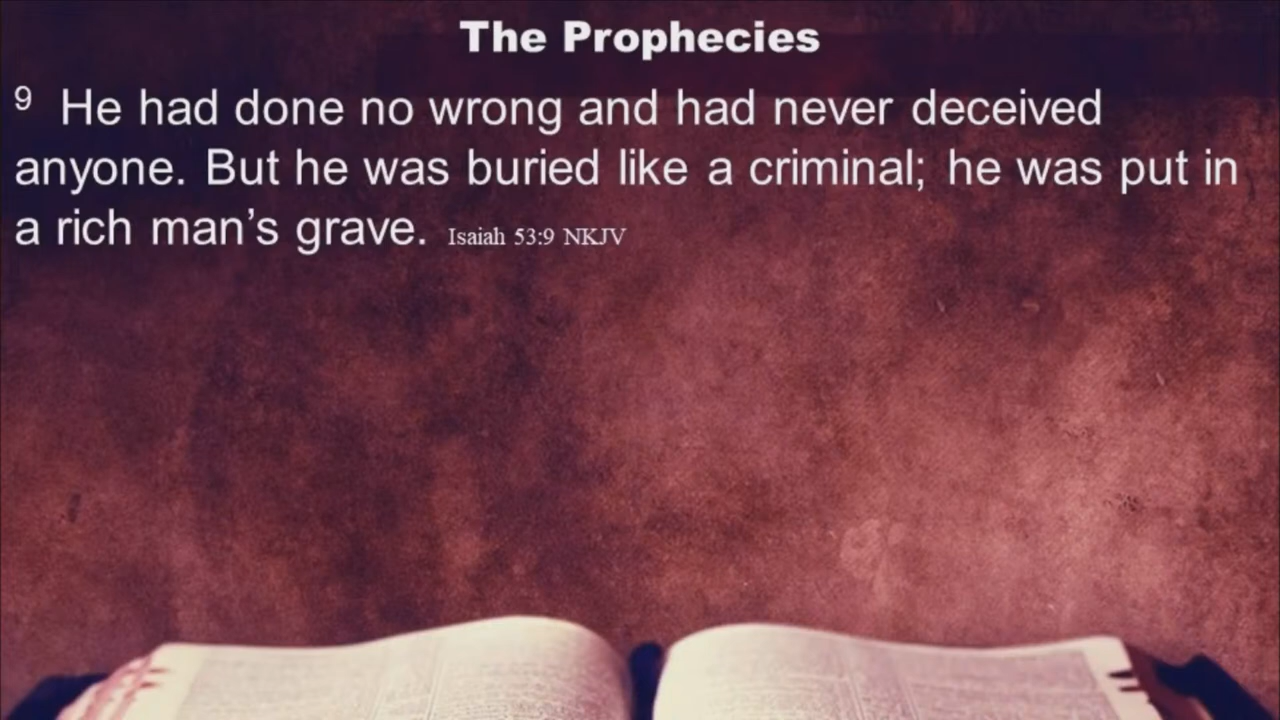 The Prophecies
9 He had done no wrong and had never deceived
anyone. But he was buried like a criminal; he was put in
a rich man’s grave. Isaiah 53:9 NKJV